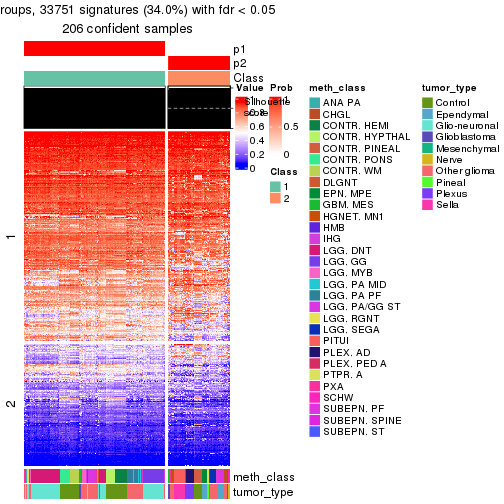 roups, 33751 signatures (34.0%) with fdr < 0.05
206 confident samples
p1
p2
Class
Value
Prob
Silhouette
score
1
0.8
0.6
0.4
0.2
0
1
0.5
0
Class
1
2
1
2
meth_class
ANA PA
CHGL
CONTR. HEMI
CONTR. HYPTHAL
CONTR. PINEAL
CONTR. PONS
CONTR. WM
DLGNT
EPN. MPE
GBM. MES
HGNET. MN1
HMB
IHG
LGG. DNT
LGG. GG
LGG. MYB
LGG. PA MID
LGG. PA PF
LGG. PA/GG ST
LGG. RGNT
LGG. SEGA
PITUI
PLEX. AD
PLEX. PED A
PTPR. A
PXA
SCHW
SUBEPN. PF
SUBEPN. SPINE
SUBEPN. ST
tumor_type
Control
Ependymal
Glio-neuronal
Glioblastoma
Mesenchymal
Nerve
Other glioma
Pineal
Plexus
Sella
meth_class
tumor_type